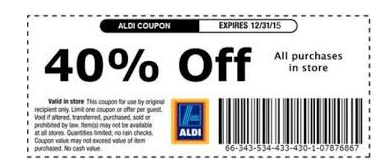 ALDI COUPON EXPIRES 12/31/15
40% Off All purchases
in store
Valid in store This coupon for use by original
recipient only. Limit one coupon or offer per guest.
Void if altered, transferred, purchased, sold or
prohibited by law. Item(s) may not be available
at all stores. Quantities limited; no rain checks.
Coupon value may not exceed value of item
purchased. No cash value.
ALDI
66-343-534-433-430-1-07876867